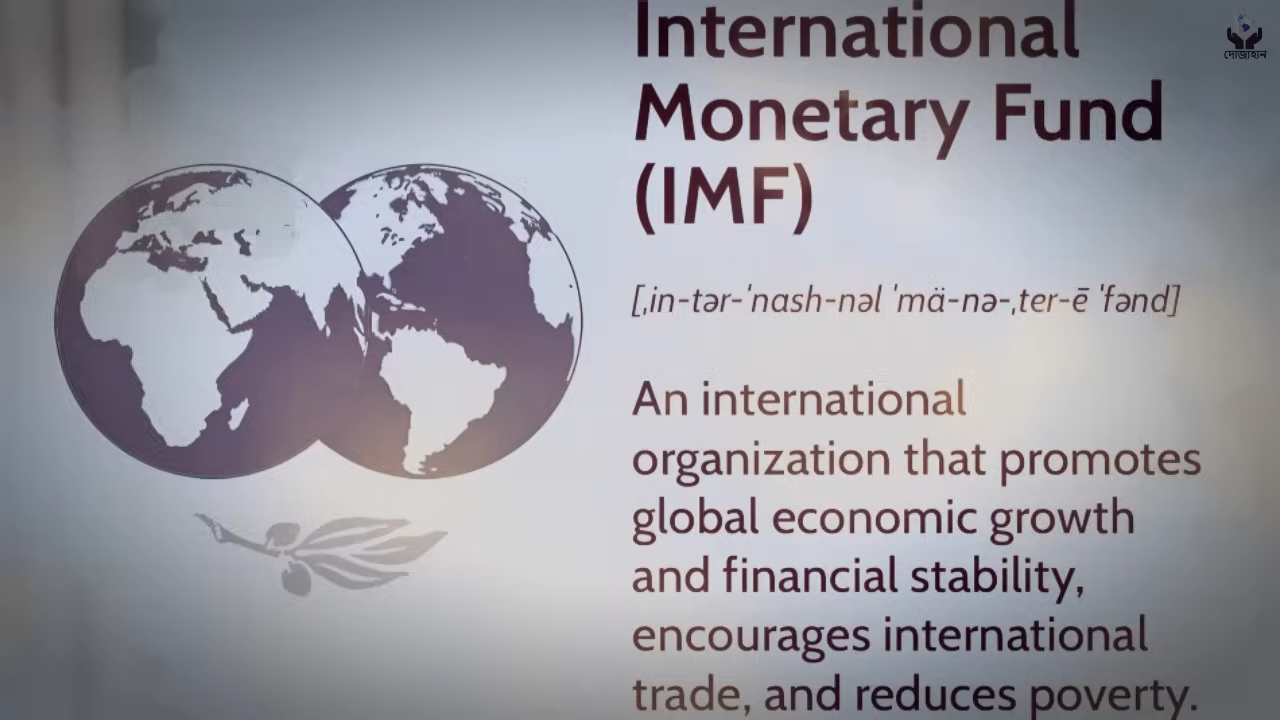 International
Monetary Fund
(IMF)
[ˌin-tər-ˈnash-nəl ˈmä-nə-ˌter-ē ˈfənd]
An international
organization that promotes
global economic growth
and financial stability,
encourages international
trade, and reduces poverty.
দোজাহান